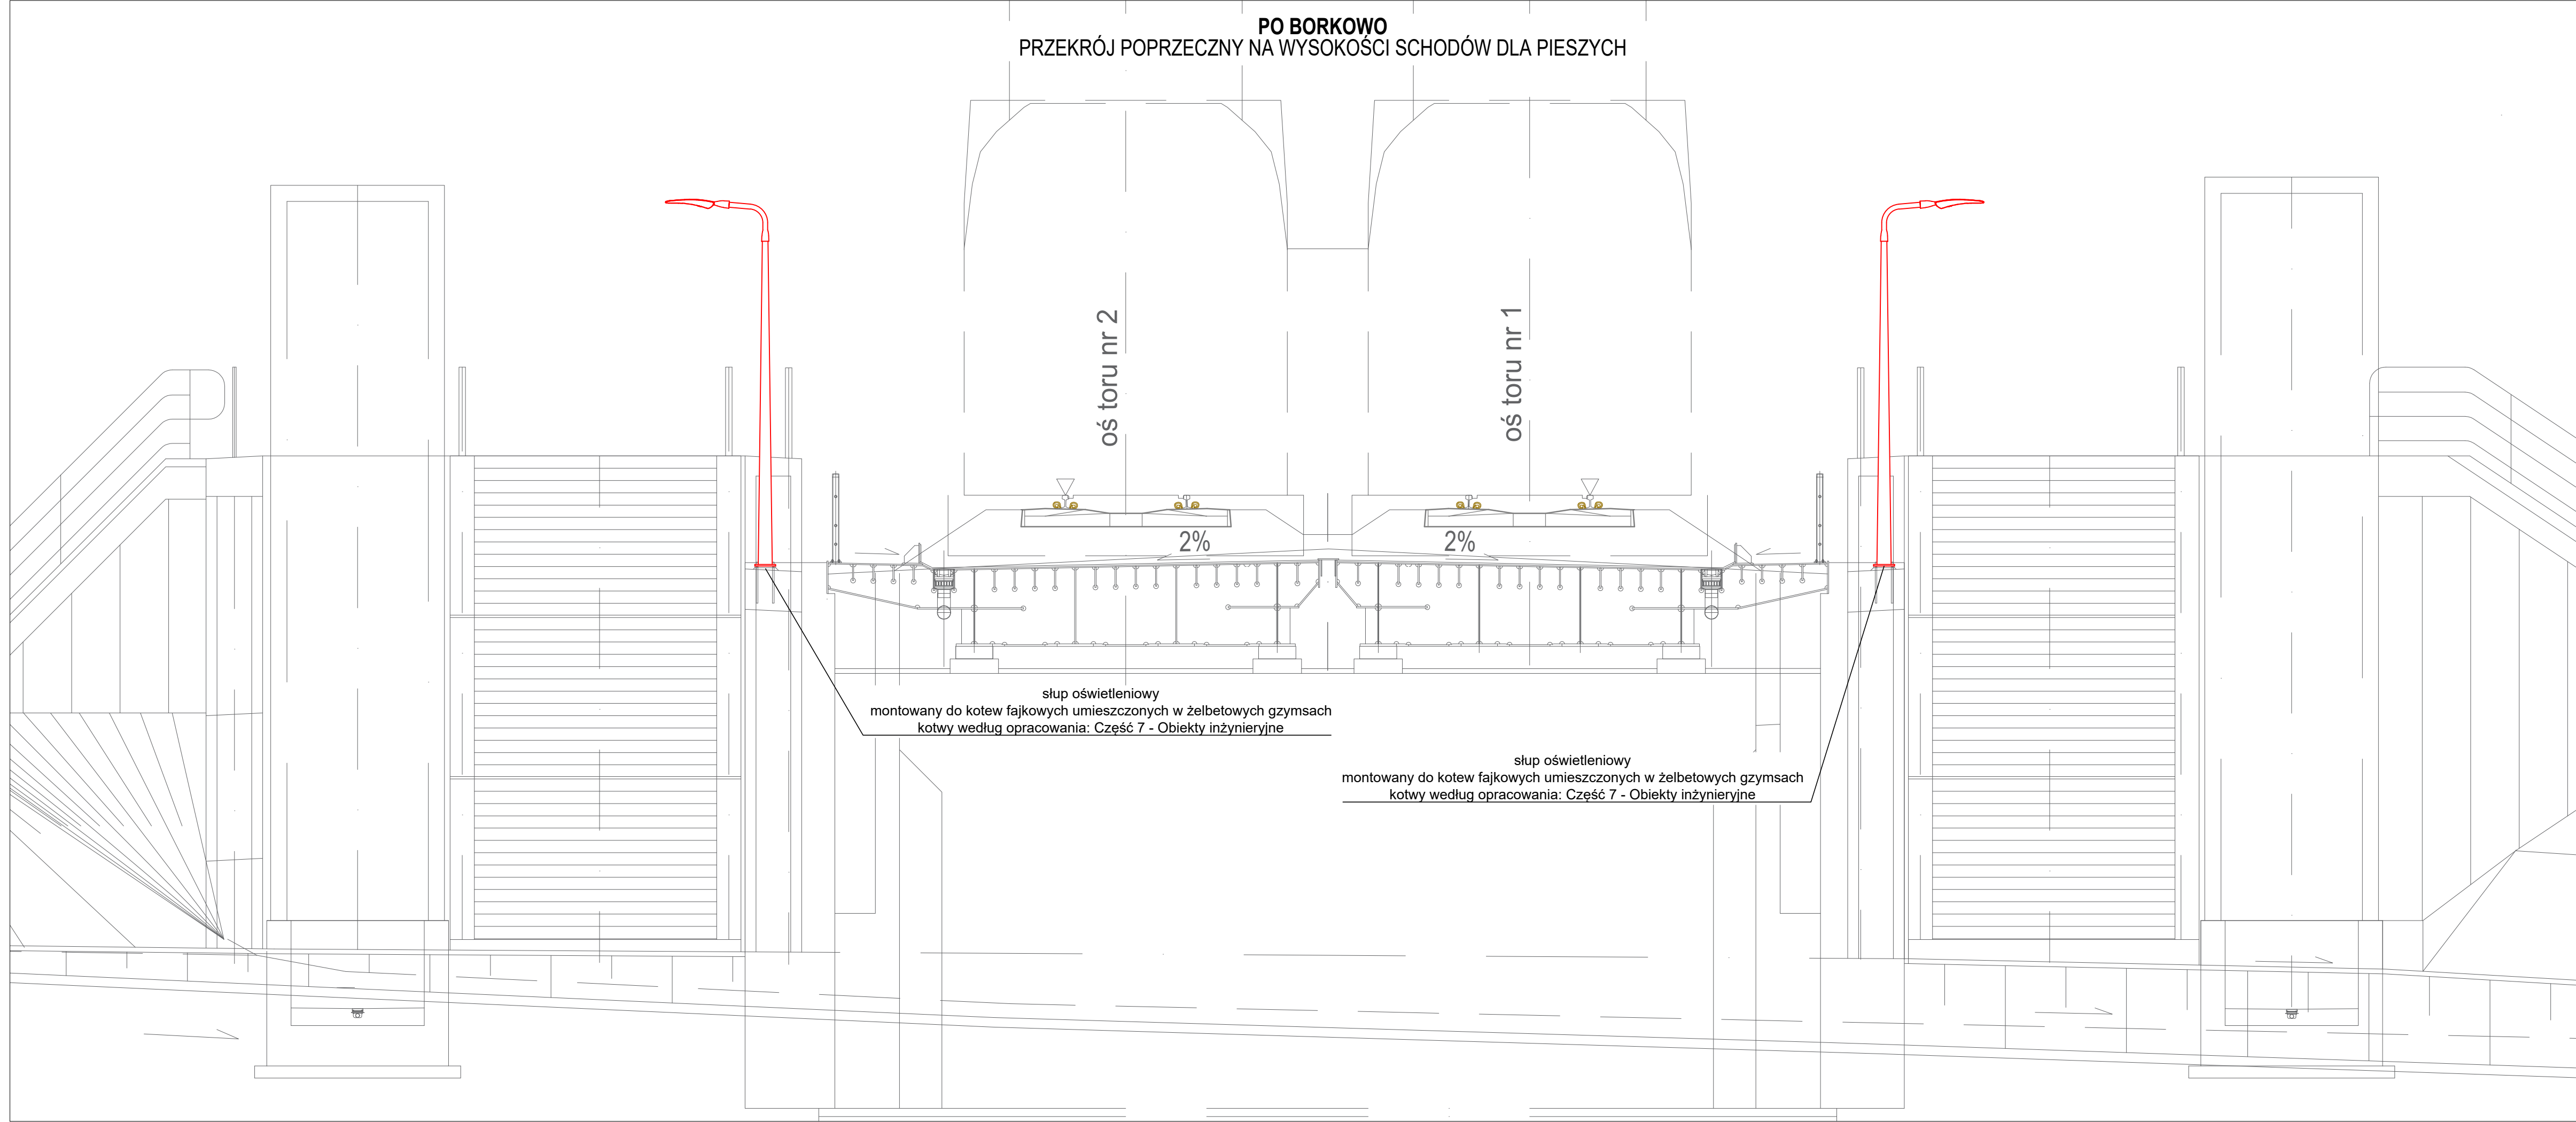 PO BORKOWO
PRZEKRÓJ POPRZECZNY NA WYSOKOŚCI SCHODÓW DLA PIESZYCH
oś toru nr 2
oś toru nr 1
2%
2%
słup oświetleniowy
montowany do kotew fajkowych umieszczonych w żelbetowych gzymsach
kotwy według opracowania: Część 7 - Obiekty inżynieryjne
słup oświetleniowy
montowany do kotew fajkowych umieszczonych w żelbetowych gzymsach
kotwy według opracowania: Część 7 - Obiekty inżynieryjne